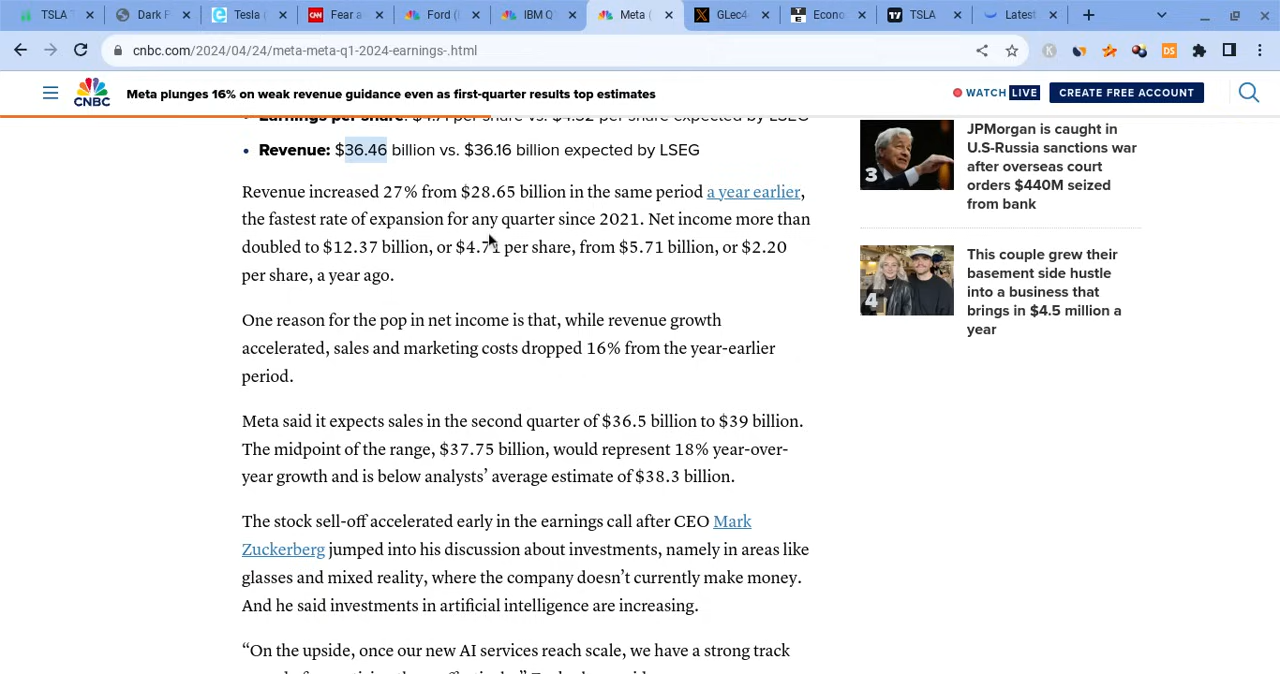 TSLA
Dark F
Tesla
Fear a
Ford (
IBM Q
Meta (
GLec4
Econo
TSLA
Latest
cnbc.com/2024/04/24/meta-meta-q1-2024-earnings-.html
CNBC
Meta plunges 16% on weak revenue guidance even as first-quarter results top estimates
WATCH LIVE
CREATE FREE ACCOUNT
Earnings per share: $4.71 per share vs. $4.32 per share expected by LSEG
• Revenue: $36.46 billion vs. $36.16 billion expected by LSEG
Revenue increased 27% from $28.65 billion in the same period a year earlier,
the fastest rate of expansion for any quarter since 2021. Net income more than
doubled to $12.37 billion, or $4.71 per share, from $5.71 billion, or $2.20
per share, a year ago.
One reason for the pop in net income is that, while revenue growth
accelerated, sales and marketing costs dropped 16% from the year-earlier
period.
Meta said it expects sales in the second quarter of $36.5 billion to $39 billion.
The midpoint of the range, $37.75 billion, would represent 18% year-over-
year growth and is below analysts’ average estimate of $38.3 billion.
The stock sell-off accelerated early in the earnings call after CEO Mark
Zuckerberg jumped into his discussion about investments, namely in areas like
glasses and mixed reality, where the company doesn’t currently make money.
And he said investments in artificial intelligence are increasing.
“On the upside, once our new AI services reach scale, we have a strong track
3
JPMorgan is caught in
U.S-Russia sanctions war
after overseas court
orders $440M seized
from bank
4
This couple grew their
basement side hustle
into a business that
brings in $4.5 million a
year